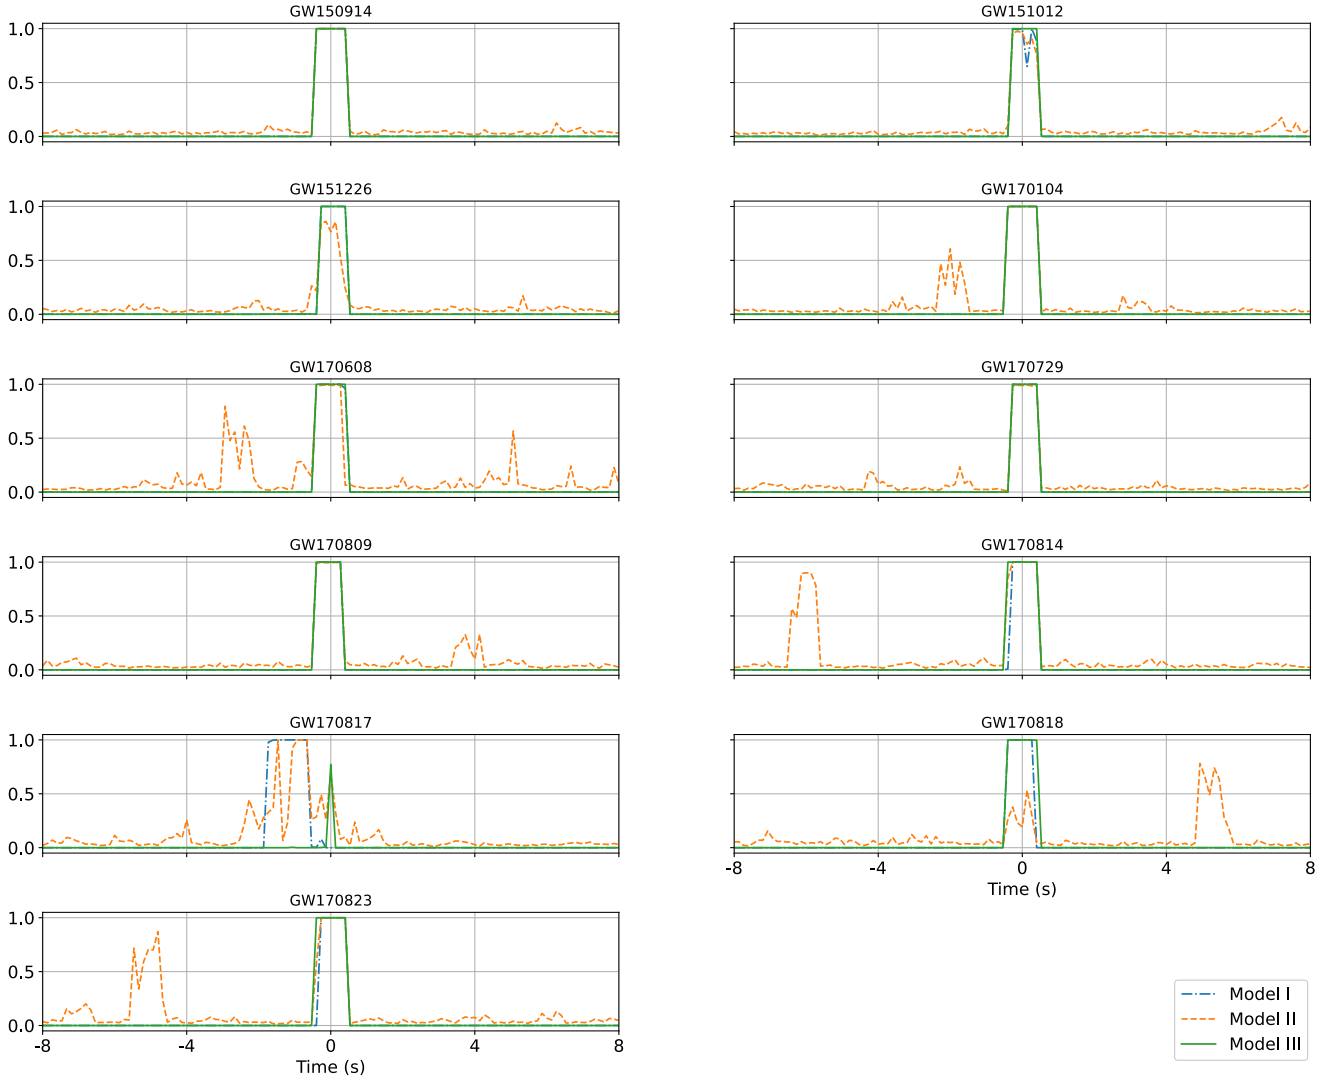 GW150914
1.0
0.5
0.0
GW151012
GW151226
1.0
0.5
0.0
GW170104
GW170608
1.0
0.5
0.0
GW170729
GW170809
1.0
0.5
0.0
GW170814
GW170817
1.0
0.5
0.0
GW170818
-8 -4 0 4 8
Time (s)
GW170823
1.0
0.5
0.0
-8 -4 0 4 8
Time (s)
Model I
Model II
Model III